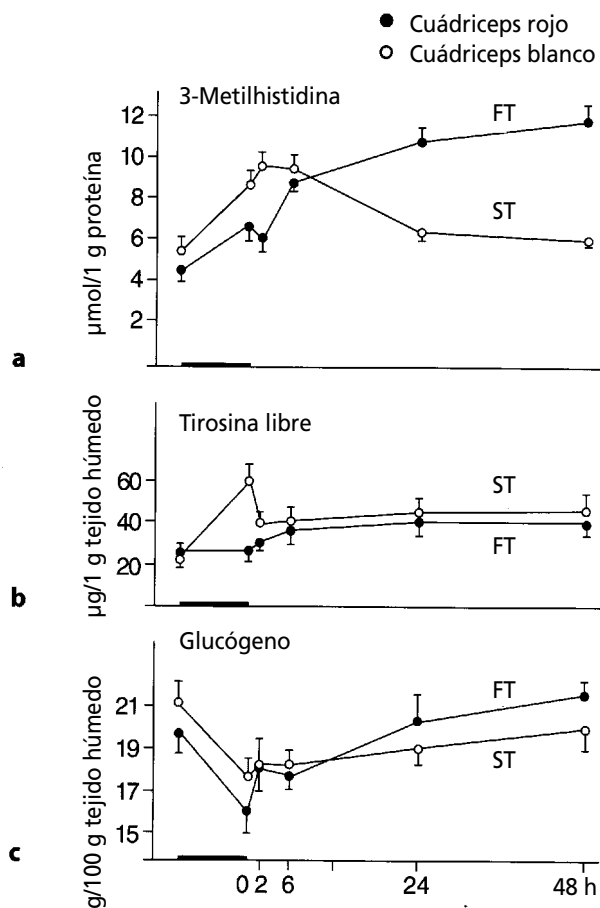 Cuádriceps rojo
Cuádriceps blanco
3-Metilhistidina
12
10
8
6
4
2
µmol/1 g proteína
FT
ST
a
Tirosina libre
60
40
20
µg/1 g tejido húmedo
ST
FT
b
Glucógeno
21
19
17
15
g/100 g tejido húmedo
FT
ST
c
0 2 6 24 48 h